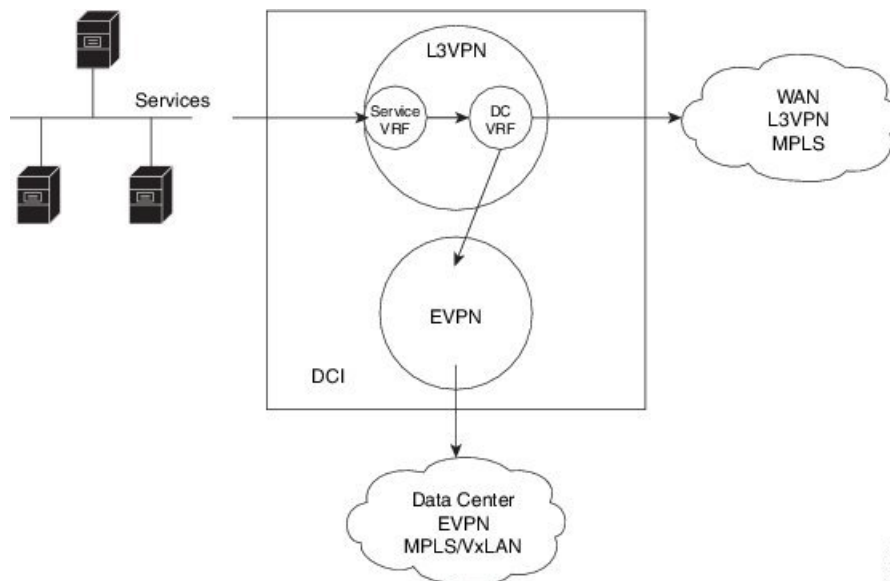 L3VPN
Services
Service
VRF
DC
VRF
WAN
L3VPN
MPLS
EVPN
DCI
Data Center
EVPN
MPLS/VxLAN